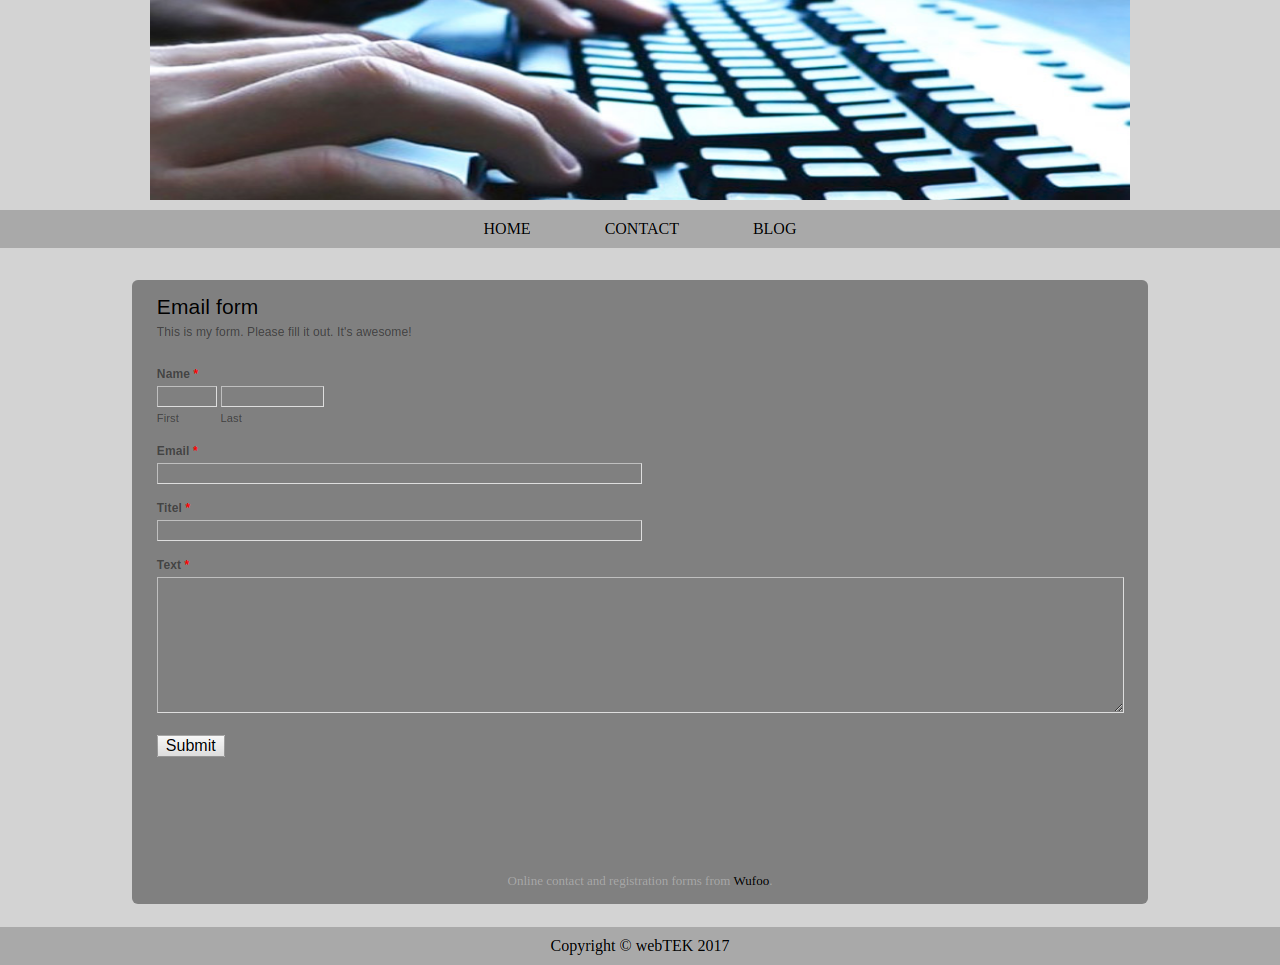 HOME CONTACT BLOG
Email form
This is my form. Please fill it out. It's awesome!
Name *
First Last
Email *
Titel *
Text *
Submit
Online contact and registration forms from Wufoo.
Copyright © webTEK 2017